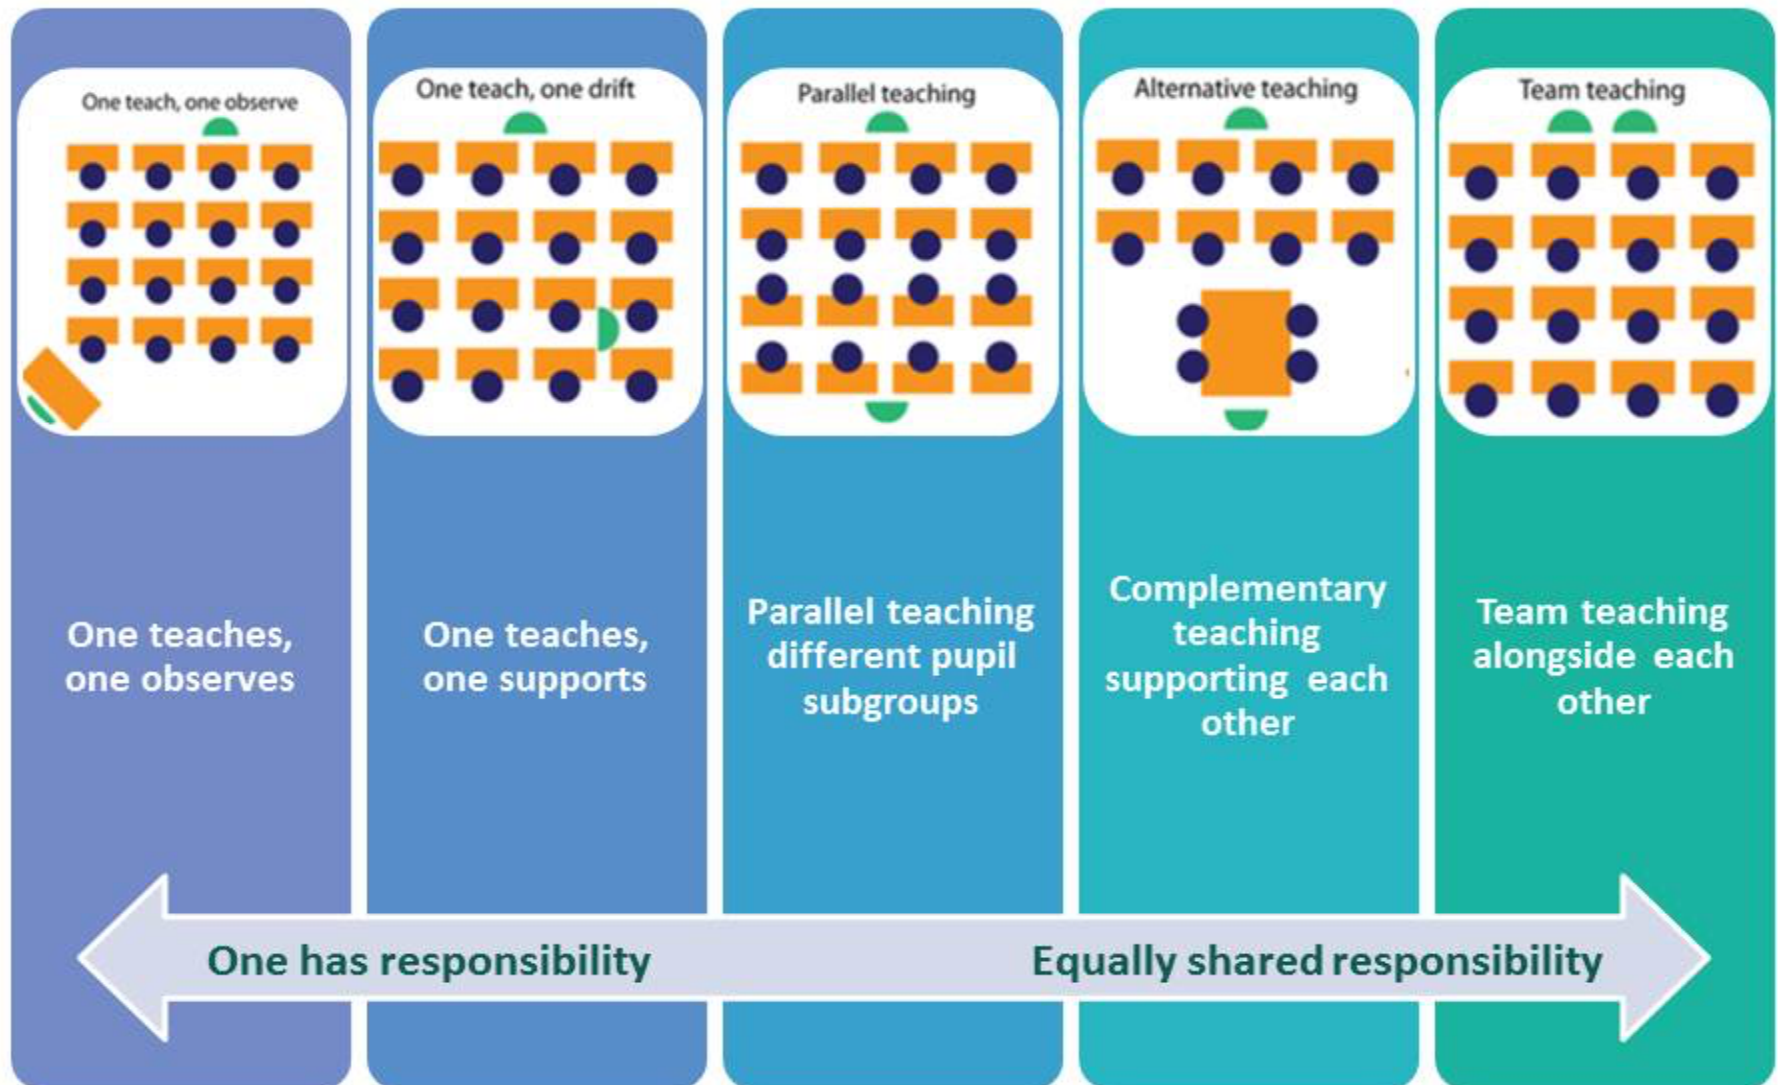 One teach, one observe
One teaches,
one observes
One teach, one drift
One teaches,
one supports
Parallel teaching
Parallel teaching
different pupil
subgroups
Alternative teaching
Complementary
teaching
supporting each
other
Team teaching
Team teaching
alongside each
other
One has responsibility
Equally shared responsibility